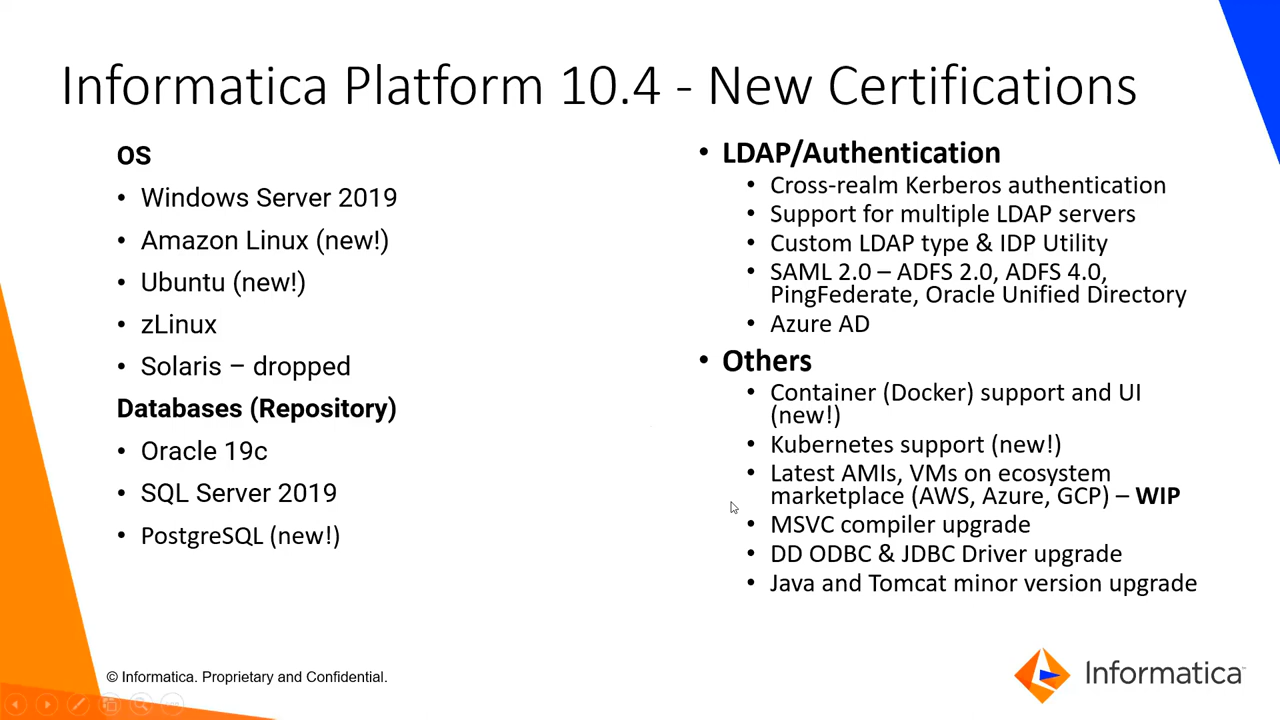 Informatica Platform 10.4 - New Certifications
OS
• Windows Server 2019
• Amazon Linux (new!)
• Ubuntu (new!)
• zLinux
• Solaris – dropped
Databases (Repository)
• Oracle 19c
• SQL Server 2019
• PostgreSQL (new!)
• LDAP/Authentication
• Cross-realm Kerberos authentication
• Support for multiple LDAP servers
• Custom LDAP type & IDP Utility
• SAML 2.0 – ADFS 2.0, ADFS 4.0,
PingFederate, Oracle Unified Directory
• Azure AD
• Others
• Container (Docker) support and UI
(new!)
• Kubernetes support (new!)
• Latest AMIs, VMs on ecosystem
marketplace (AWS, Azure, GCP) – WIP
• MSVC compiler upgrade
• DD ODBC & JDBC Driver upgrade
• Java and Tomcat minor version upgrade
© Informatica. Proprietary and Confidential.
Informatica